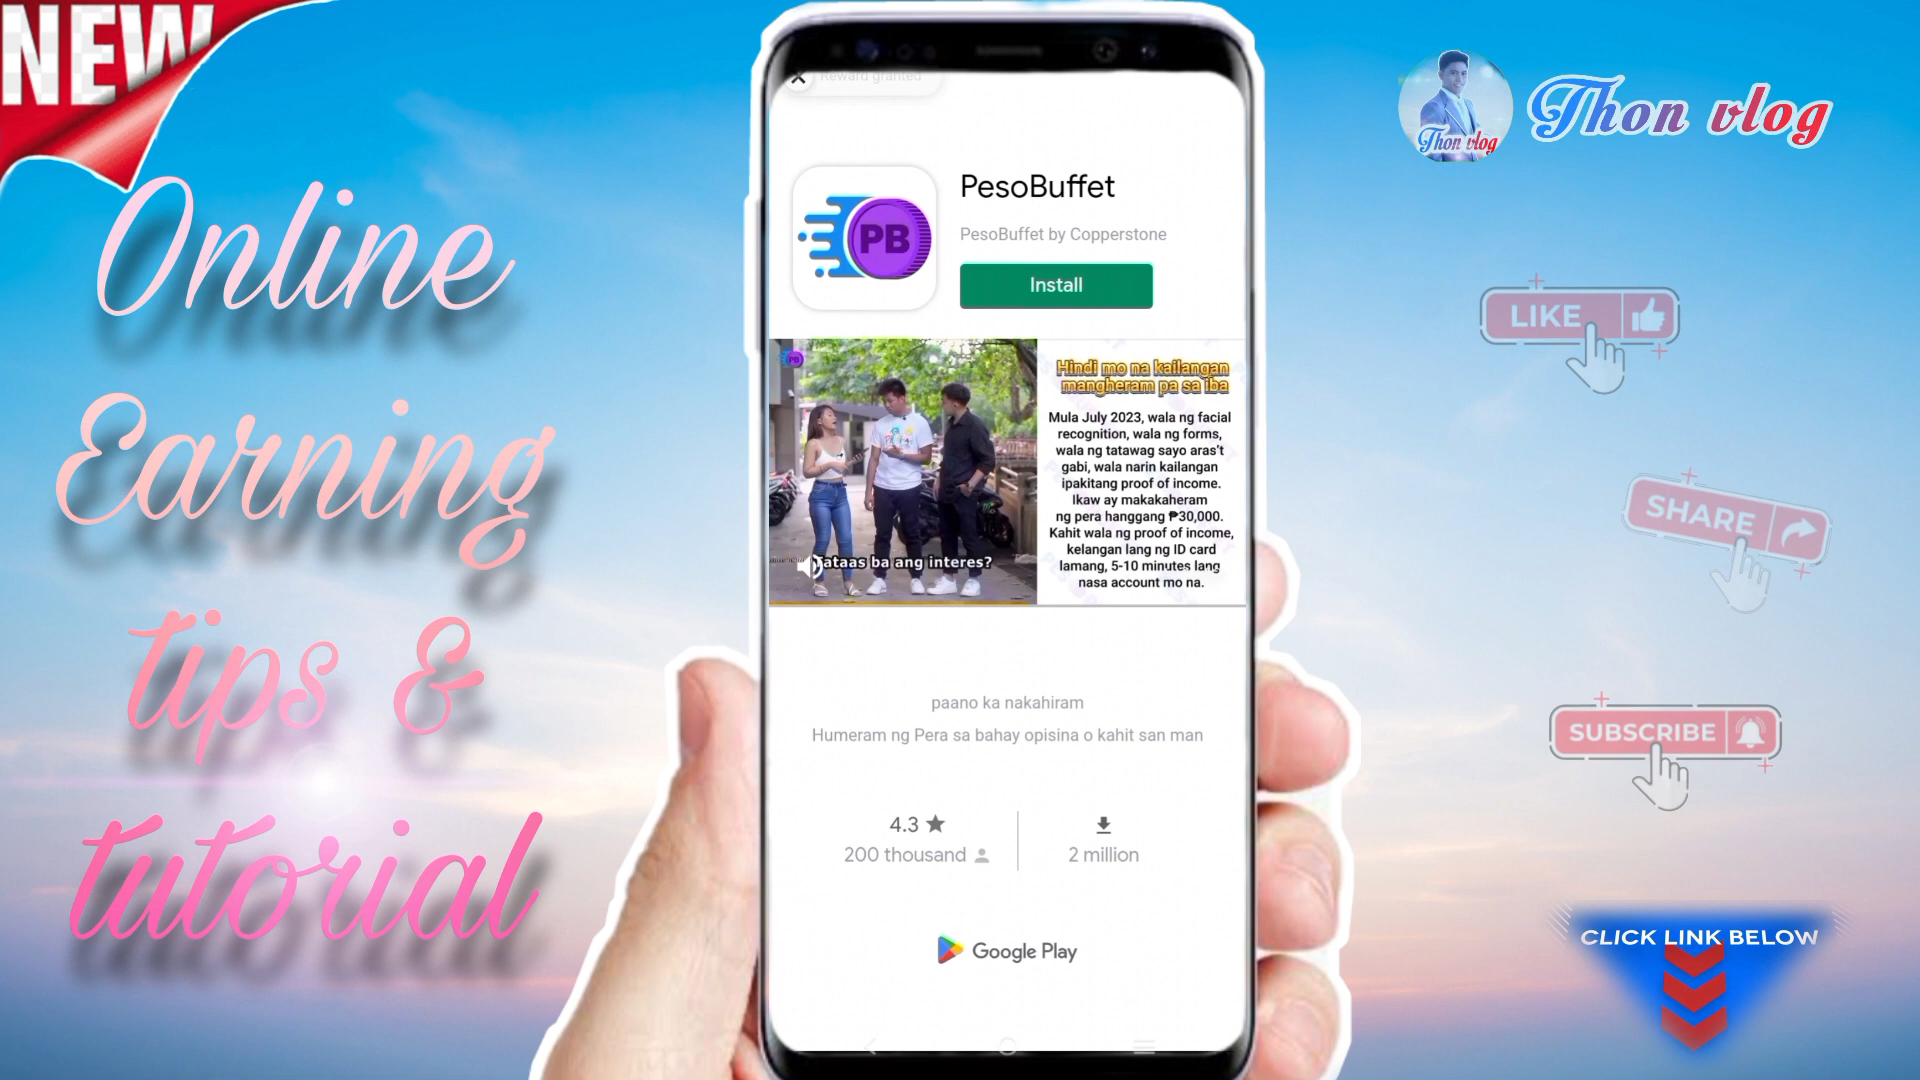 NEW
Online
Earning
tips &
tutorial
Reward granted
PesoBuffet
PesoBuffet by Copperstone
Install
PB
PB
Hindi mo na kailangan
mangheram pa sa iba
Mula July 2023, wala ng facial
recognition, wala ng forms,
wala ng tatawag sayo aras't
gabi, wala narin kailangan
ipakitang proof of income.
Ikaw ay makakaheram
ng pera hanggang ₱30,000.
Kahit wala ng proof of income,
kelangan lang ng ID card
lamang, 5-10 minutes lang
nasa account mo na.
ataas ba ang interes?
paano ka nakahiram
Humeram ng Pera sa bahay opisina o kahit san man
4.3
200 thousand
2 million
Google Play
Thon vlog
Thon vlog
LIKE
SHARE
SUBSCRIBE
CLICK LINK BELOW